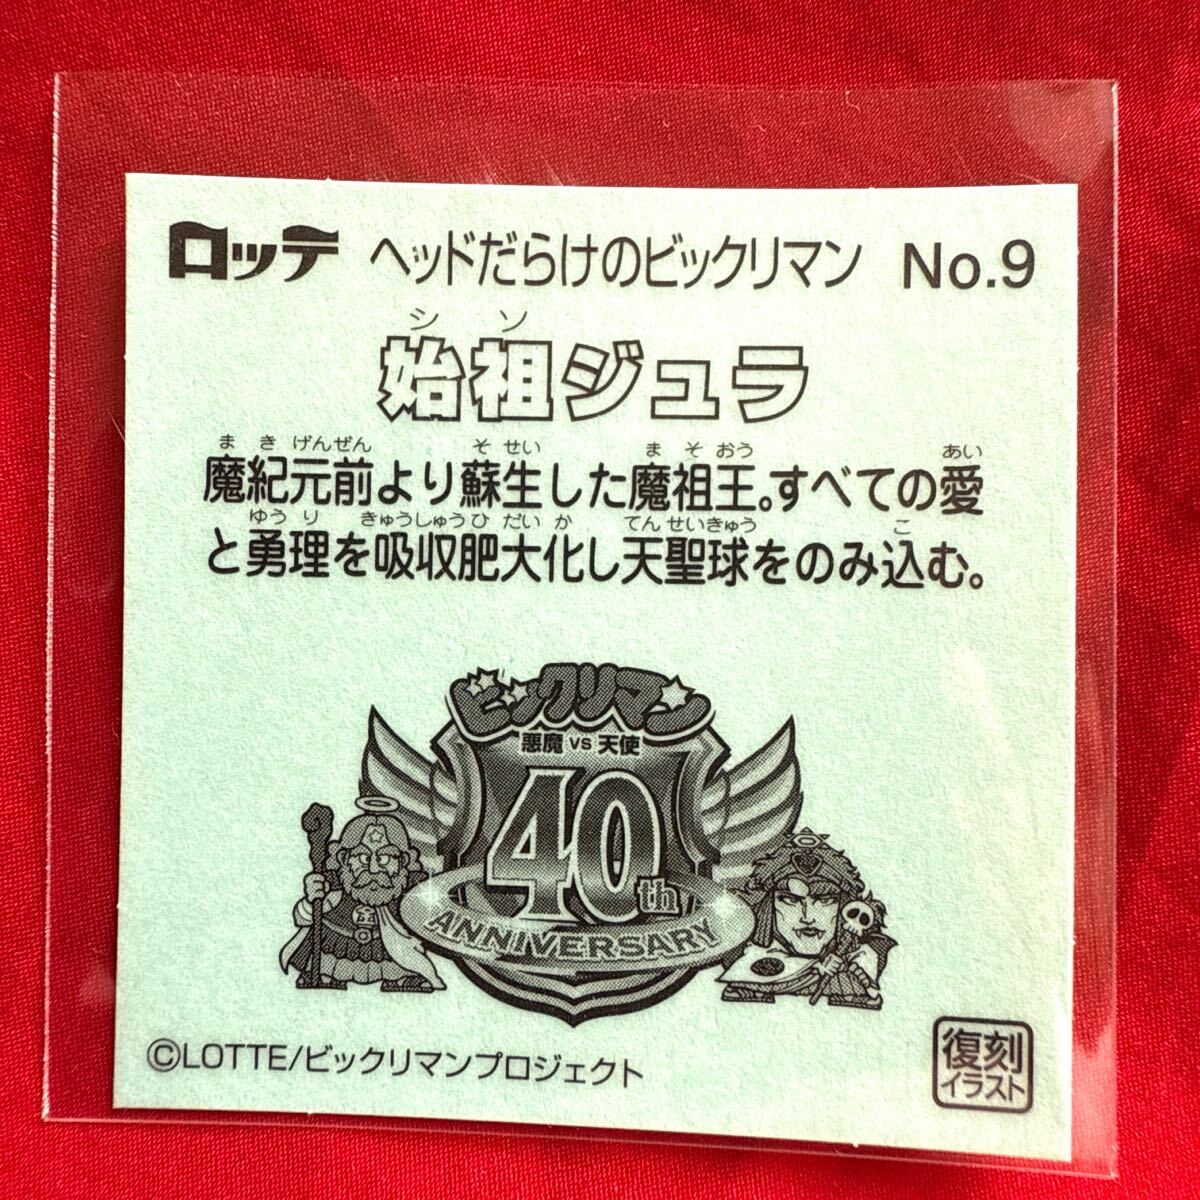 ロッテ ヘッドだらけのビックリマン No.9
シ ソ
始祖ジュラ
ま き げんぜん そ せい ま そ おう あい
魔紀元前より蘇生した魔祖王。すべての愛
ゆう り きゅうしゅう ひ だい か てん せいきゅう こ
と勇理を吸収肥大化し天聖球をのみ込む。
ビックリマン
悪魔 vs 天使
40th
ANNIVERSARY
©LOTTE/ビックリマンプロジェクト
復刻
イラスト